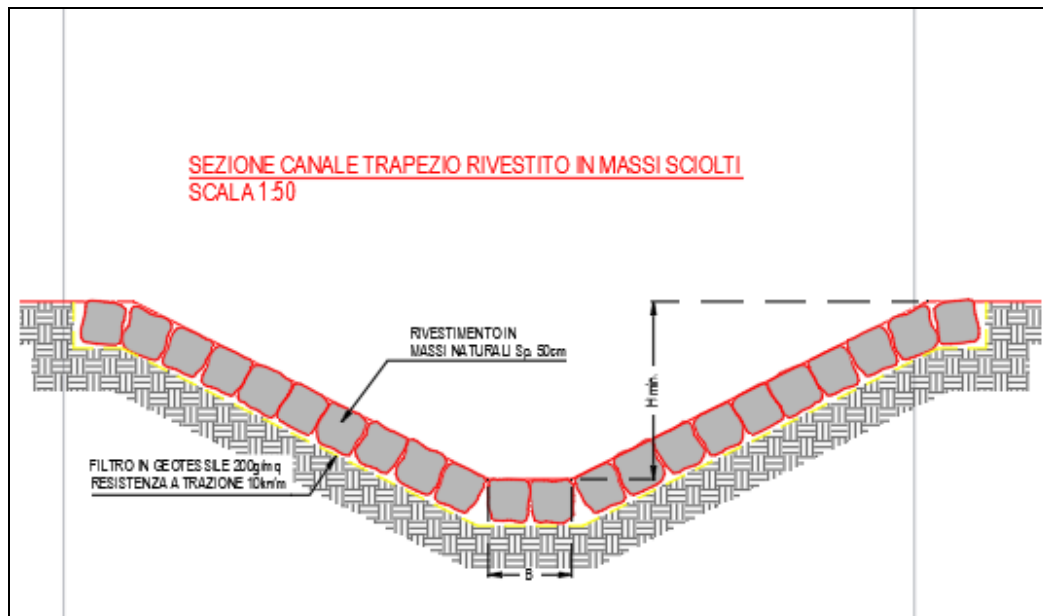 SEZIONE CANALE TRAPEZIO RIVESTITO IN MASSI SCIOLTI
SCALA 1:50
RIVESTIMENTO IN
MASSI NATURALI Sp. 50cm
H min.
FILTRO IN GEOTESSILE 200g/mq
RESISTENZA A TRAZIONE 10km/m
B